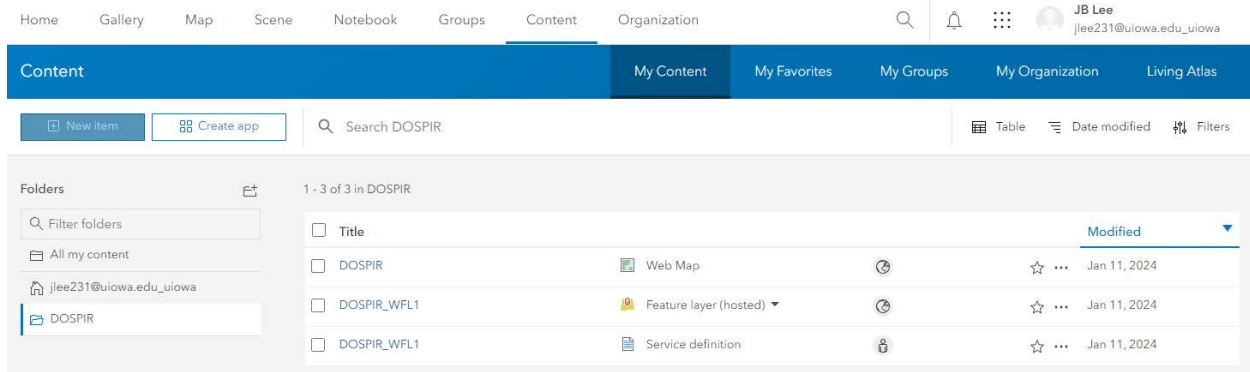 Home Gallery Map Scene Notebook Groups Content Organization
JB Lee
jlee231@uiowa.edu_uiowa
Content My Content My Favorites My Groups My Organization Living Atlas
New item Create app Search DOSPIR Table Date modified Filters
Folders
1 - 3 of 3 in DOSPIR
Filter folders
All my content
jlee231@uiowa.edu_uiowa
DOSPIR
Title Modified
DOSPIR Web Map Jan 11, 2024
DOSPIR_WFL1 Feature layer (hosted) Jan 11, 2024
DOSPIR_WFL1 Service definition Jan 11, 2024